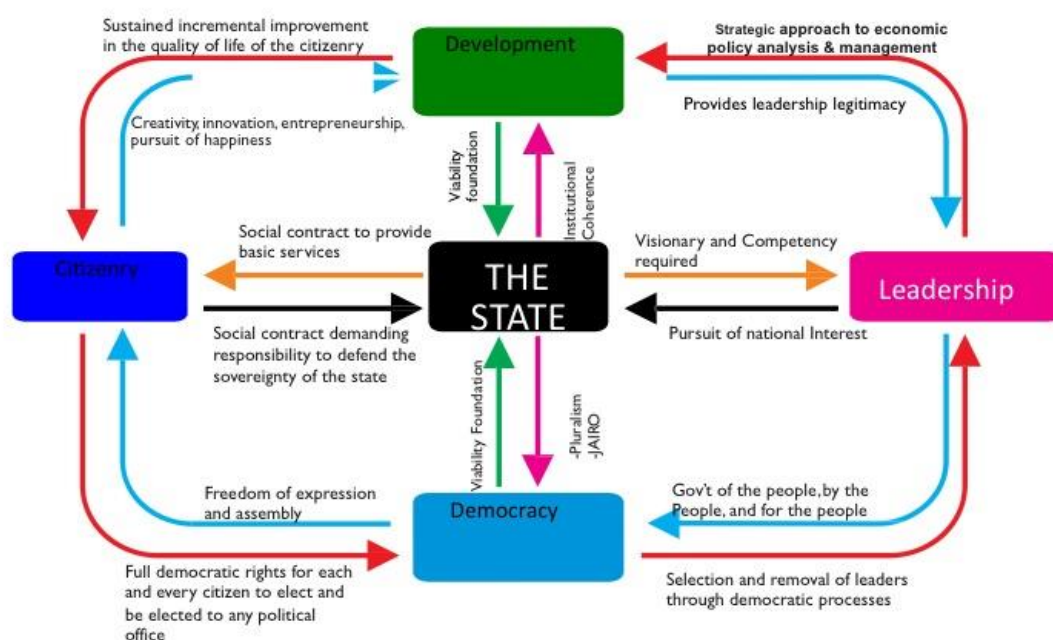 Sustained incremental improvement
in the quality of life of the citizenry
Development
Strategic approach to economic
policy analysis & management
Creativity, innovation, entrepreneurship,
pursuit of happiness
Provides leadership legitimacy
Viability
foundation
Institutional
Coherence
Citizenry
Social contract to provide
basic services
THE
STATE
Visionary and Competency
required
Leadership
Social contract demanding
responsibility to defend the
sovereignty of the state
Pursuit of national Interest
Viability Foundation
-Pluralism
-JAIRO
Freedom of expression
and assembly
Democracy
Gov't of the people, by the
People, and for the people
Full democratic rights for each
and every citizen to elect and
be elected to any political
office
Selection and removal of leaders
through democratic processes